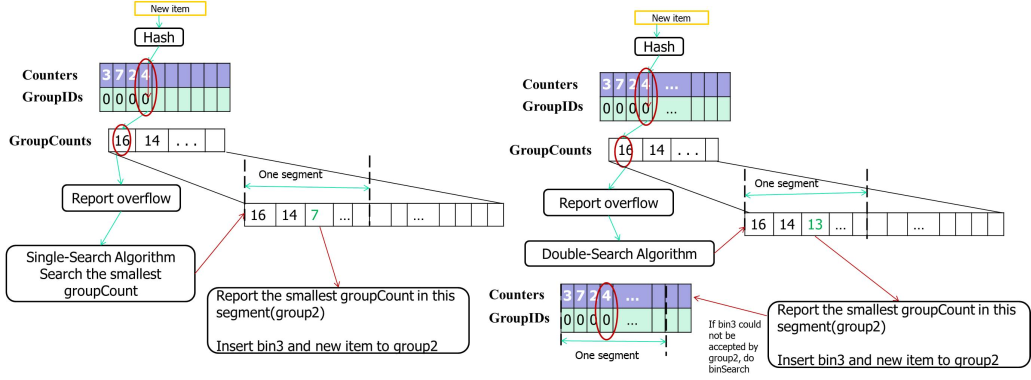 New item
Hash
Counters
3 7 2 4
GroupIDs
0 0 0 0
GroupCounts
16 14 . . .
One segment
Report overflow
16 14 7 ... ...
Single-Search Algorithm
Search the smallest
groupCount
Report the smallest groupCount in this
segment(group2)
Insert bin3 and new item to group2
New item
Hash
Counters
3 7 2 4 ...
GroupIDs
0 0 0 0 ...
GroupCounts
16 14 . . .
One segment
Report overflow
16 14 13 ... ...
Double-Search Algorithm
Counters
3 7 2 4 ...
GroupIDs
0 0 0 0 ...
One segment
If bin3 could
not be
accepted by
group2, do
binSearch
Report the smallest groupCount in this
segment(group2)
Insert bin3 and new item to group2